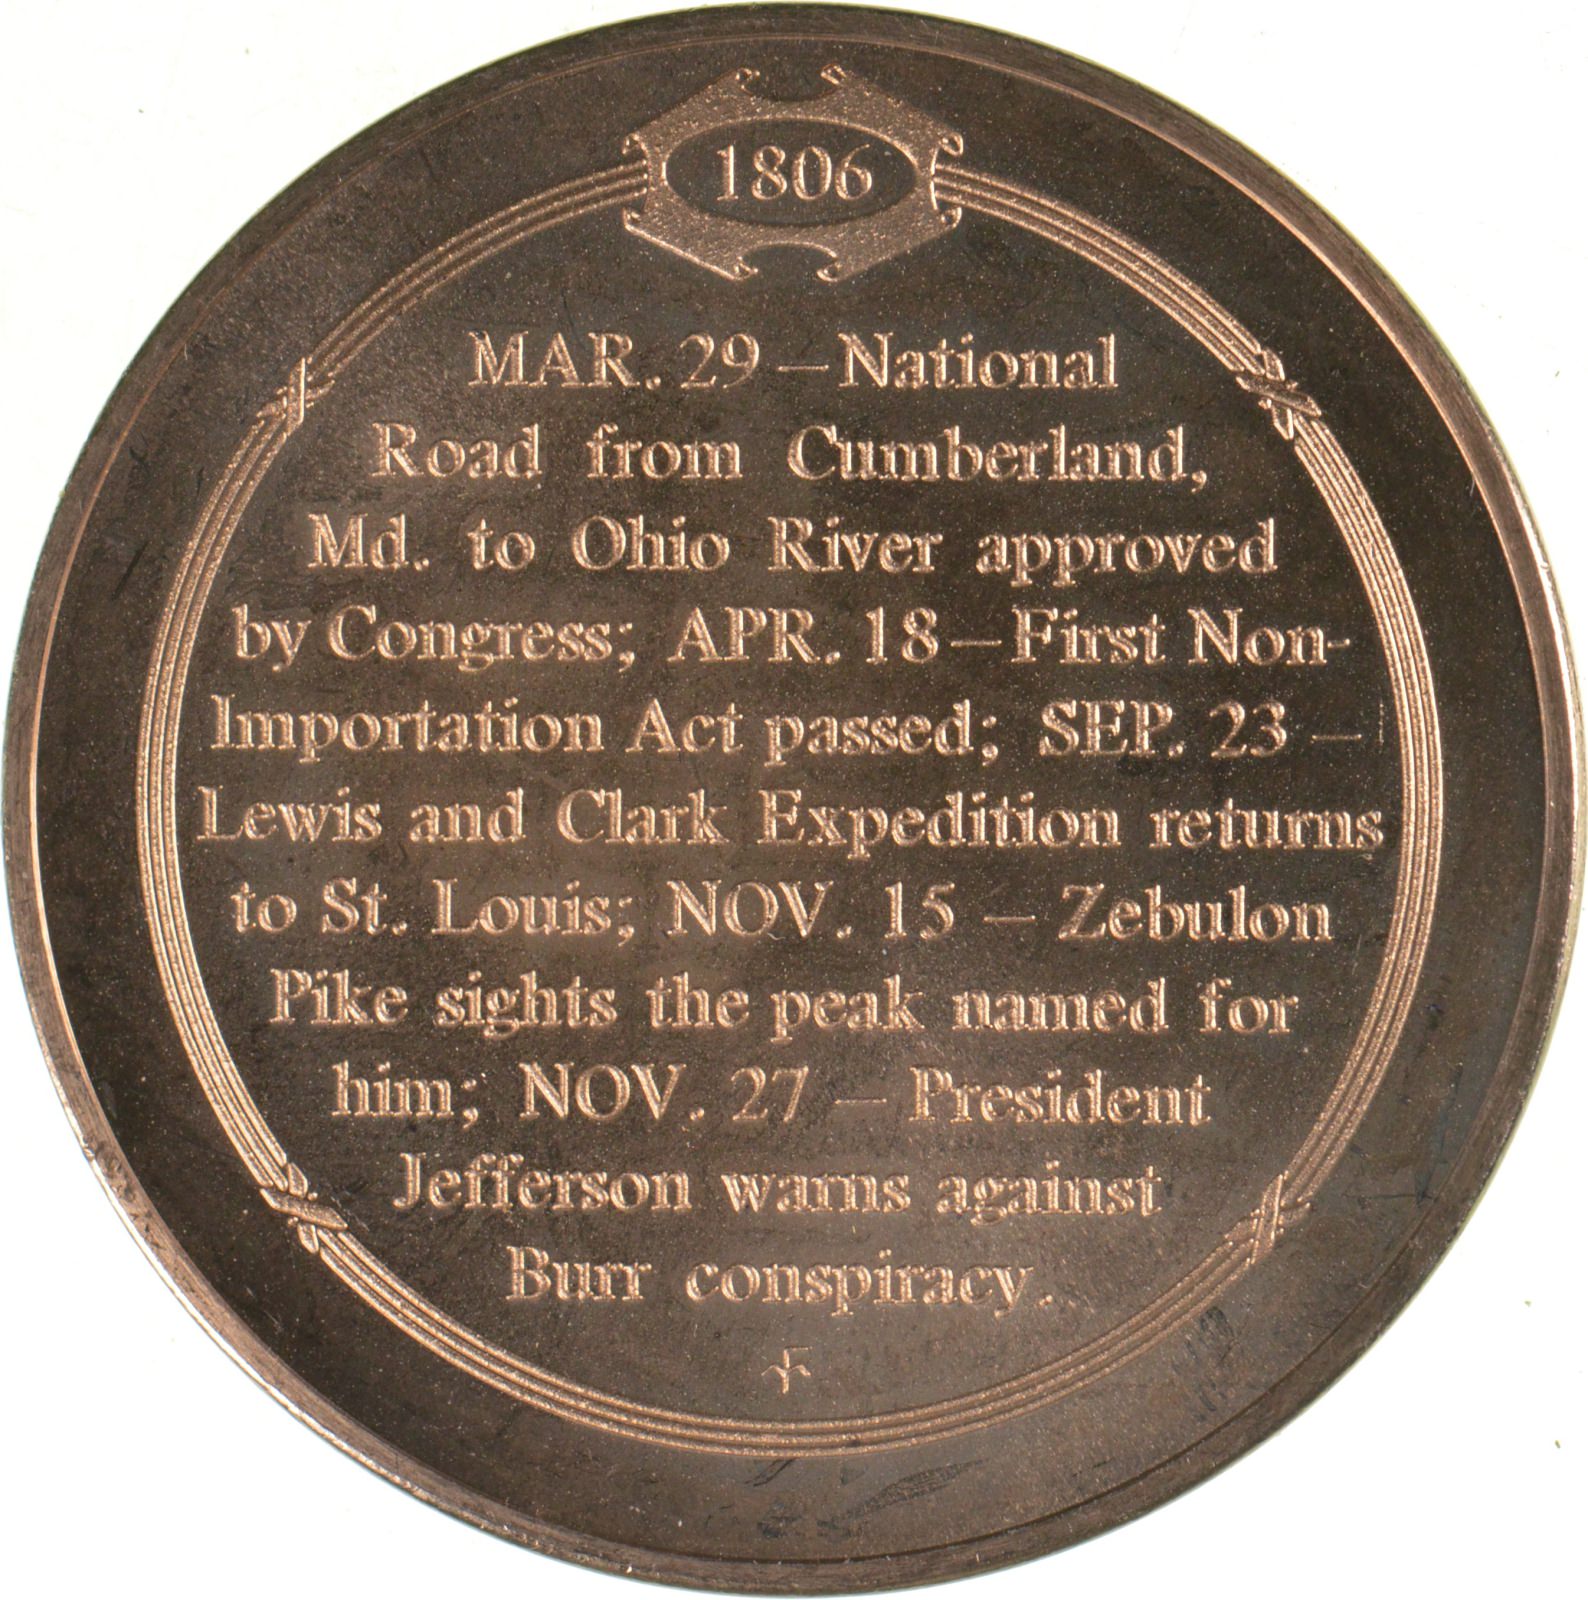 1806
MAR. 29 – National
Road from Cumberland,
Md. to Ohio River approved
by Congress; APR. 18 – First Non-
Importation Act passed; SEP. 23 –
Lewis and Clark Expedition returns
to St. Louis; NOV. 15 – Zebulon
Pike sights the peak named for
him; NOV. 27 – President
Jefferson warns against
Burr conspiracy.